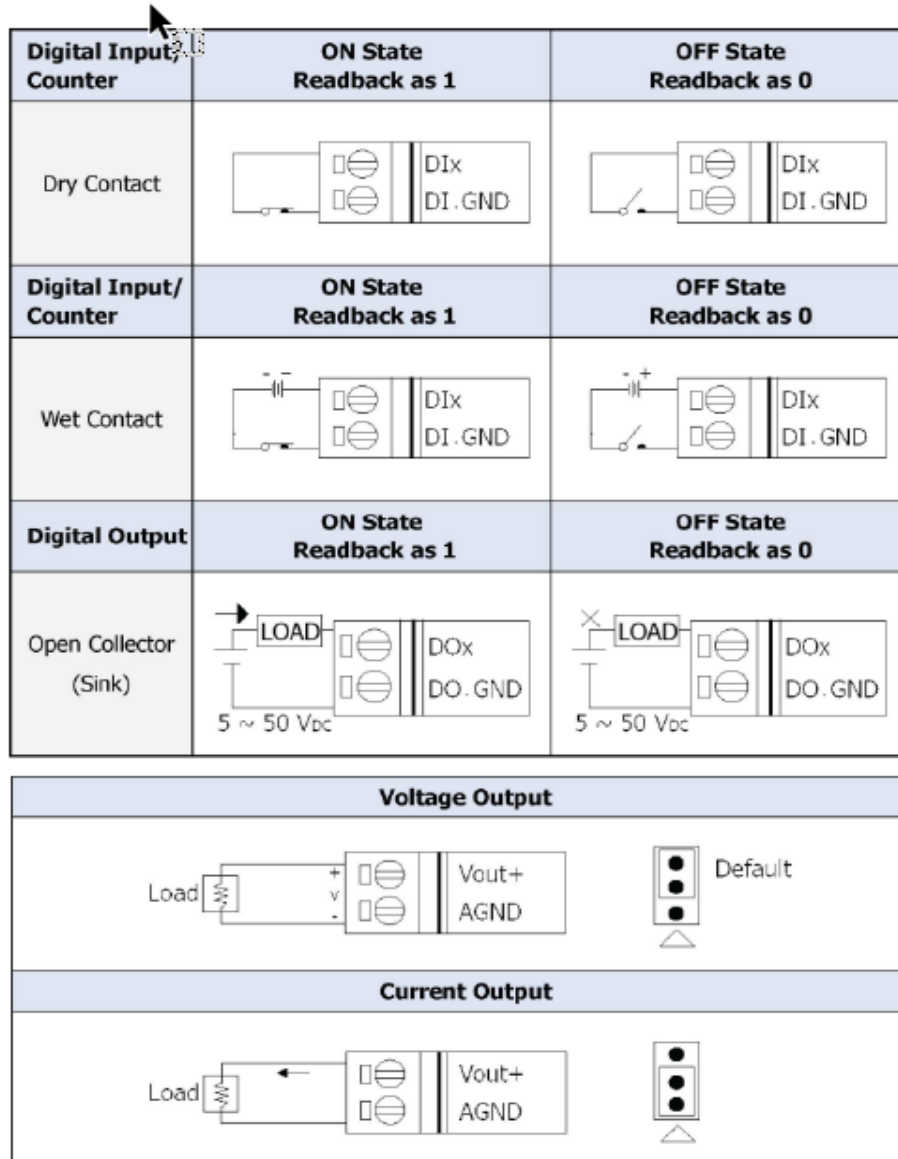 Digital Input/
Counter
ON State
Readback as 1
OFF State
Readback as 0
Dry Contact
DIx
DI.GND
DIx
DI.GND
Digital Input/
Counter
ON State
Readback as 1
OFF State
Readback as 0
Wet Contact
- -
DIx
DI.GND
- +
DIx
DI.GND
Digital Output
ON State
Readback as 1
OFF State
Readback as 0
Open Collector
(Sink)
LOAD
DOx
DO.GND
5 ~ 50 VDC
LOAD
DOx
DO.GND
5 ~ 50 VDC
Voltage Output
Load
+
v
-
Vout+
AGND
Default
Current Output
Load
Vout+
AGND